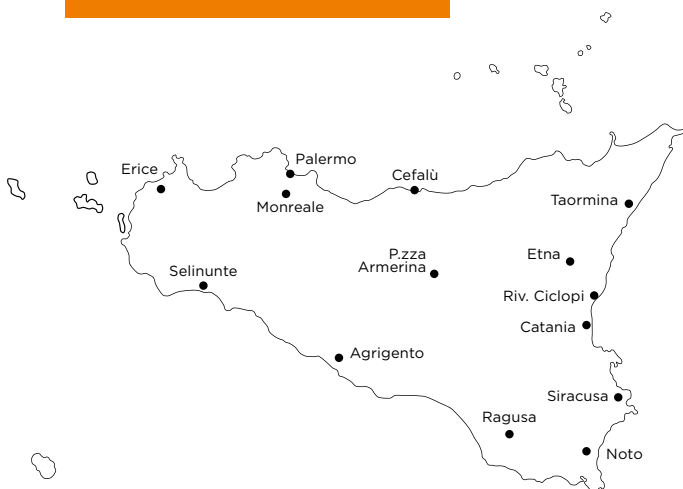 Palermo
Erice
Cefalù
Monreale
Taormina
P.zza
Armerina
Etna
Selinunte
Riv. Ciclopi
Catania
Agrigento
Siracusa
Ragusa
Noto